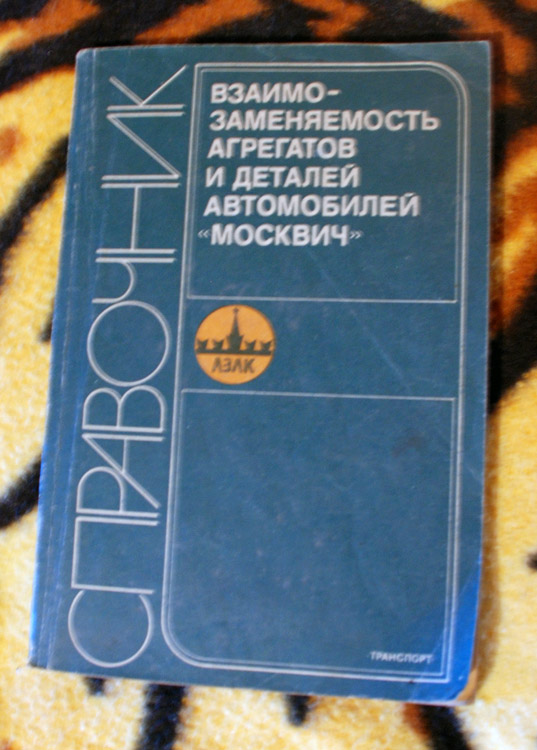 СПРАВОЧНИК
ВЗАИМО-
ЗАМЕНЯЕМОСТЬ
АГРЕГАТОВ
И ДЕТАЛЕЙ
АВТОМОБИЛЕЙ
«МОСКВИЧ»
АЗЛК
ТРАНСПОРТ